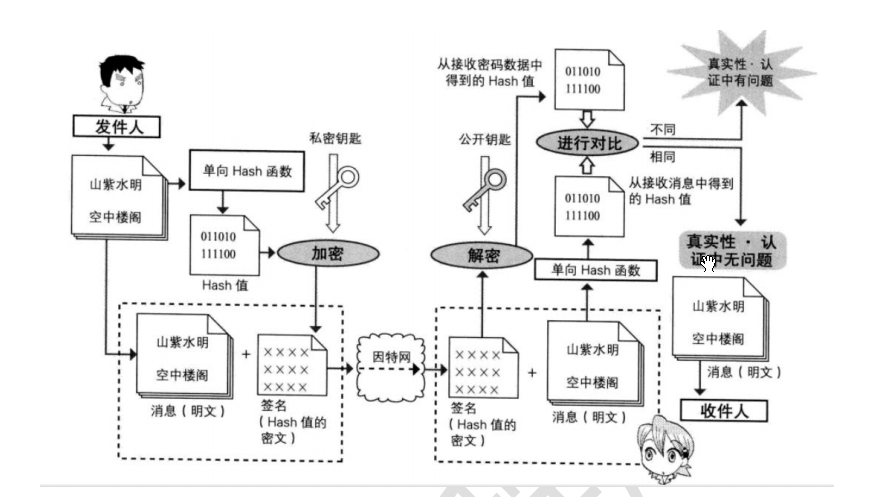 发件人
山紫水明
空中楼阁
单向 Hash 函数
011010
111100
Hash 值
私密钥匙
加密
山紫水明
空中楼阁
消息（明文）
+
××××
××××
××××
签名
（Hash 值的
密文）
因特网
××××
××××
××××
签名
（Hash 值的
密文）
+
山紫水明
空中楼阁
消息（明文）
公开钥匙
解密
单向 Hash 函数
从接收密码数据中
得到的 Hash 值
011010
111100
进行对比
011010
111100
从接收消息中得到
的 Hash 值
不同
相同
真实性·认
证中有问题
真实性·认
证中无问题
山紫水明
空中楼阁
消息（明文）
收件人